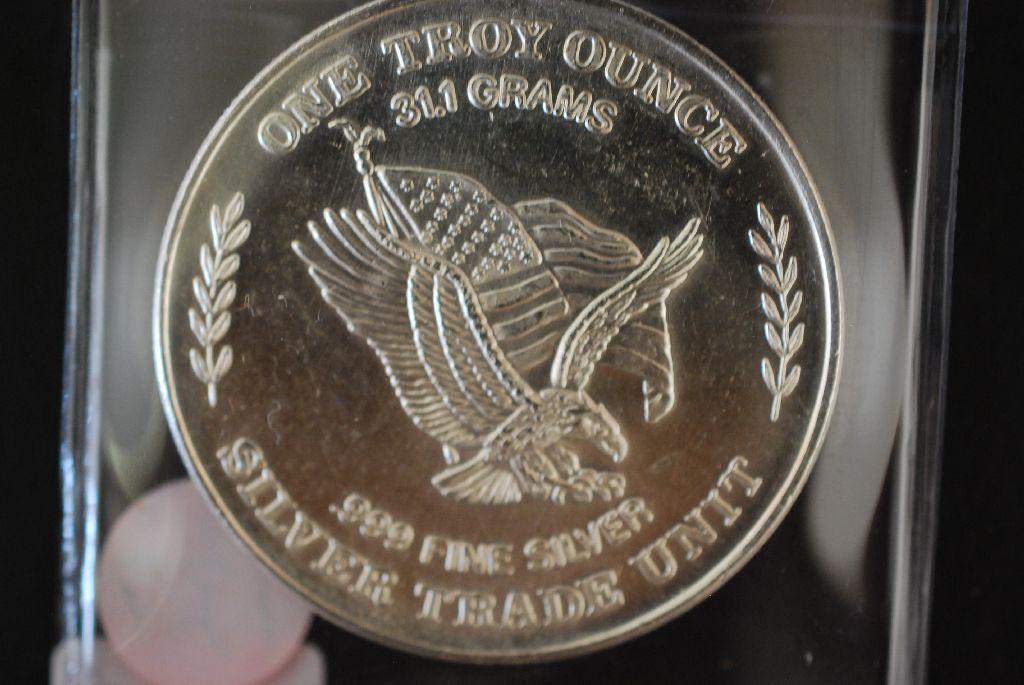 ONE TROY OUNCE
31.1 GRAMS
.999 FINE SILVER
SILVER TRADE UNIT